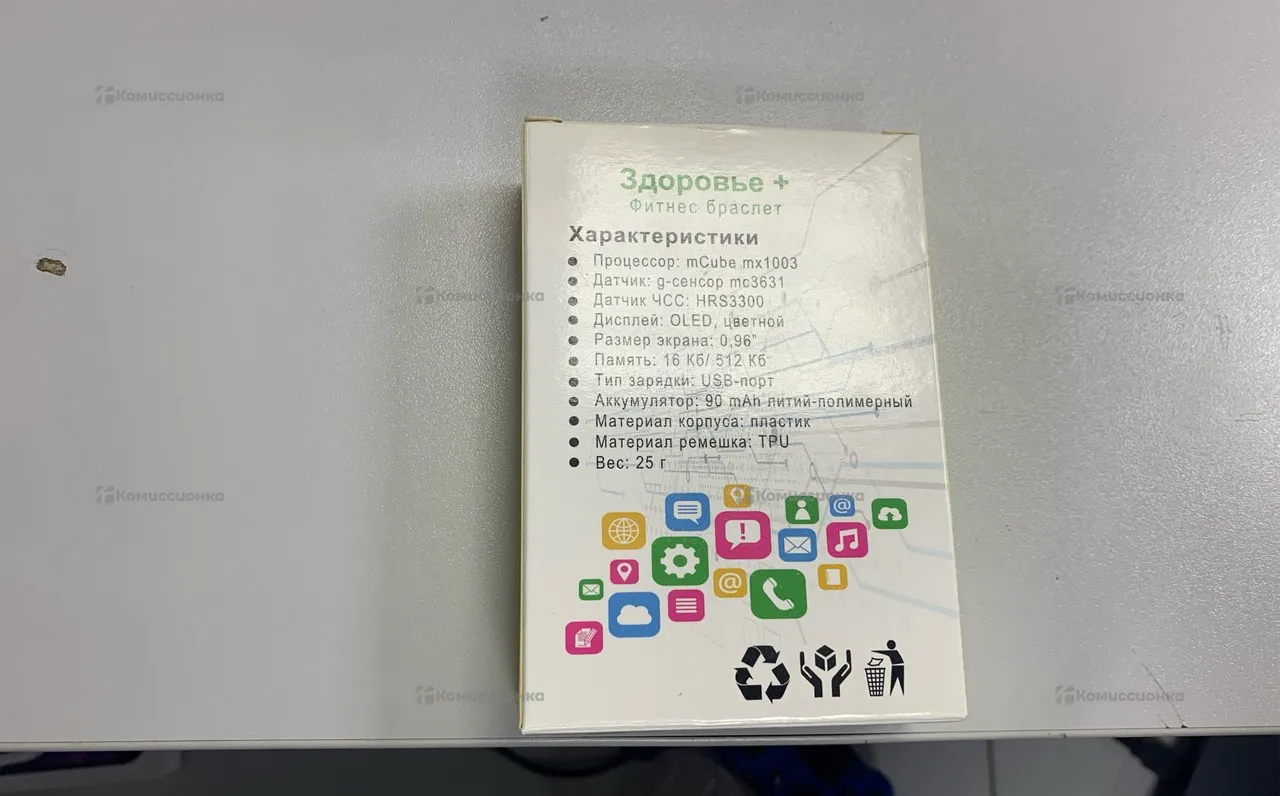 Комиссионка
Комиссионка
Здоровье +
Фитнес браслет
Характеристики
Процессор: mCube mx1003
Датчик: g-сенсор mc3631
Датчик ЧСС: HRS3300
Дисплей: OLED, цветной
Размер экрана: 0,96"
Память: 16 Кб/ 512 Кб
Тип зарядки: USB-порт
Аккумулятор: 90 mAh литий-полимерный
Материал корпуса: пластик
Материал ремешка: TPU
Вес: 25 г
Комиссионка
Комиссионка
Комиссионка
Комиссионка
Комиссионка
Комиссионка